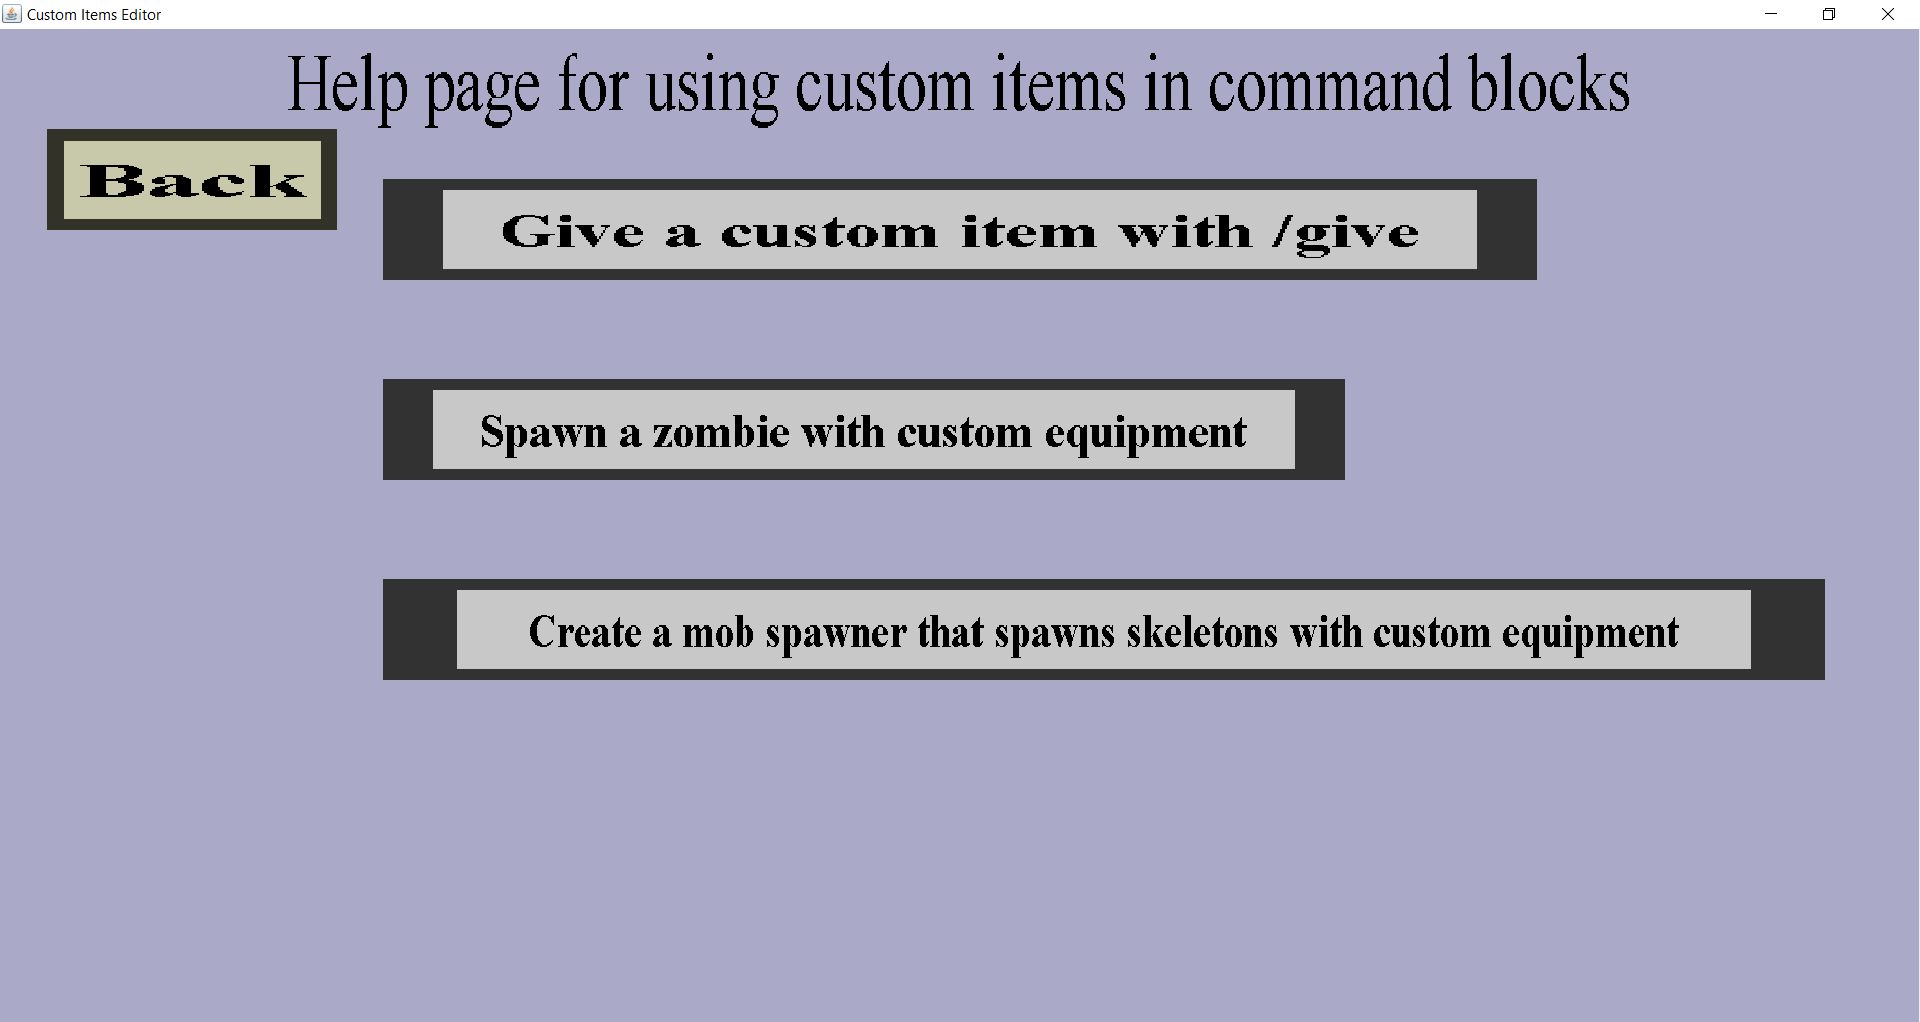 Custom Items Editor
Help page for using custom items in command blocks
Back
Give a custom item with /give
Spawn a zombie with custom equipment
Create a mob spawner that spawns skeletons with custom equipment